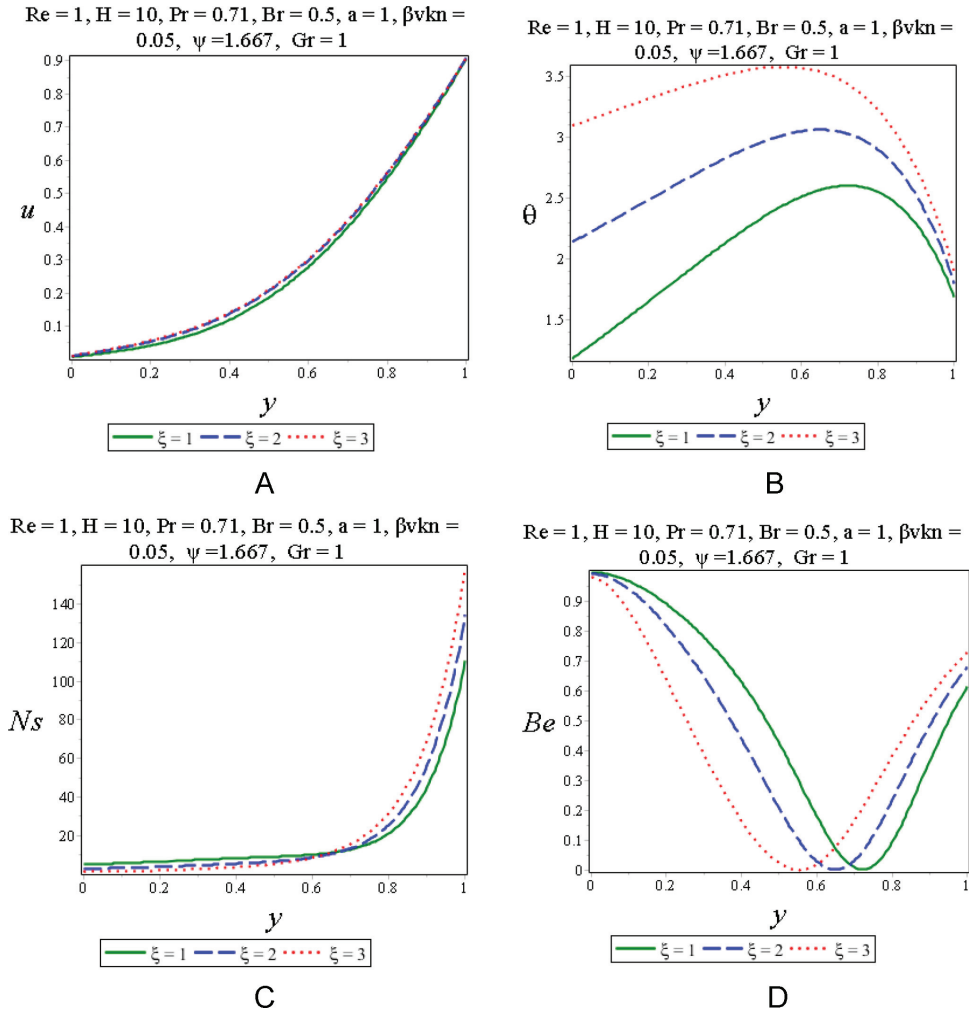 Re = 1, H = 10, Pr = 0.71, Br = 0.5, a = 1, βvkn =
0.05, ψ =1.667, Gr = 1
0.9
0.8
0.7
0.6
0.5
u
0.4
0.3
0.2
0.1
0 0.2 0.4 0.6 0.8 1
y
ξ = 1 ξ = 2 ξ = 3
A
Re = 1, H = 10, Pr = 0.71, Br = 0.5, a = 1, βvkn =
0.05, ψ =1.667, Gr = 1
3.5
3
2.5
θ
2
1.5
0 0.2 0.4 0.6 0.8 1
y
ξ = 1 ξ = 2 ξ = 3
B
Re = 1, H = 10, Pr = 0.71, Br = 0.5, a = 1, βvkn =
0.05, ψ =1.667, Gr = 1
140
120
100
80
Ns
60
40
20
0 0.2 0.4 0.6 0.8 1
y
ξ = 1 ξ = 2 ξ = 3
C
Re = 1, H = 10, Pr = 0.71, Br = 0.5, a = 1, βvkn =
0.05, ψ =1.667, Gr = 1
0.9
0.8
0.7
0.6
0.5
Be
0.4
0.3
0.2
0.1
0
0 0.2 0.4 0.6 0.8 1
y
ξ = 1 ξ = 2 ξ = 3
D